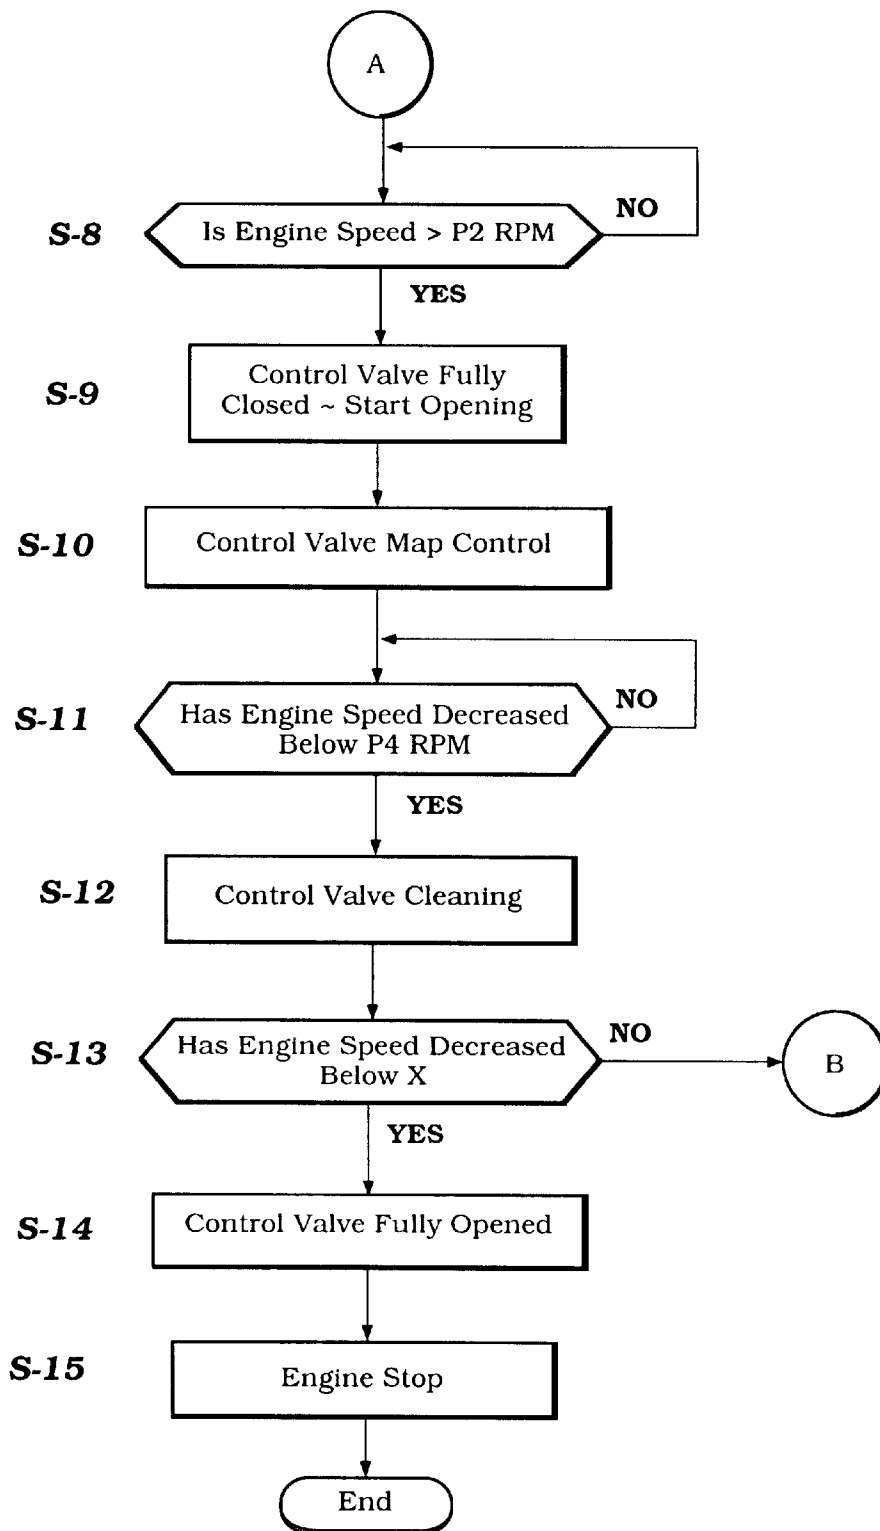 A
NO
S-8
Is Engine Speed > P2 RPM
YES
S-9
Control Valve Fully
Closed ~ Start Opening
S-10
Control Valve Map Control
S-11
Has Engine Speed Decreased
Below P4 RPM
NO
YES
S-12
Control Valve Cleaning
S-13
Has Engine Speed Decreased
Below X
NO
B
YES
S-14
Control Valve Fully Opened
S-15
Engine Stop
End